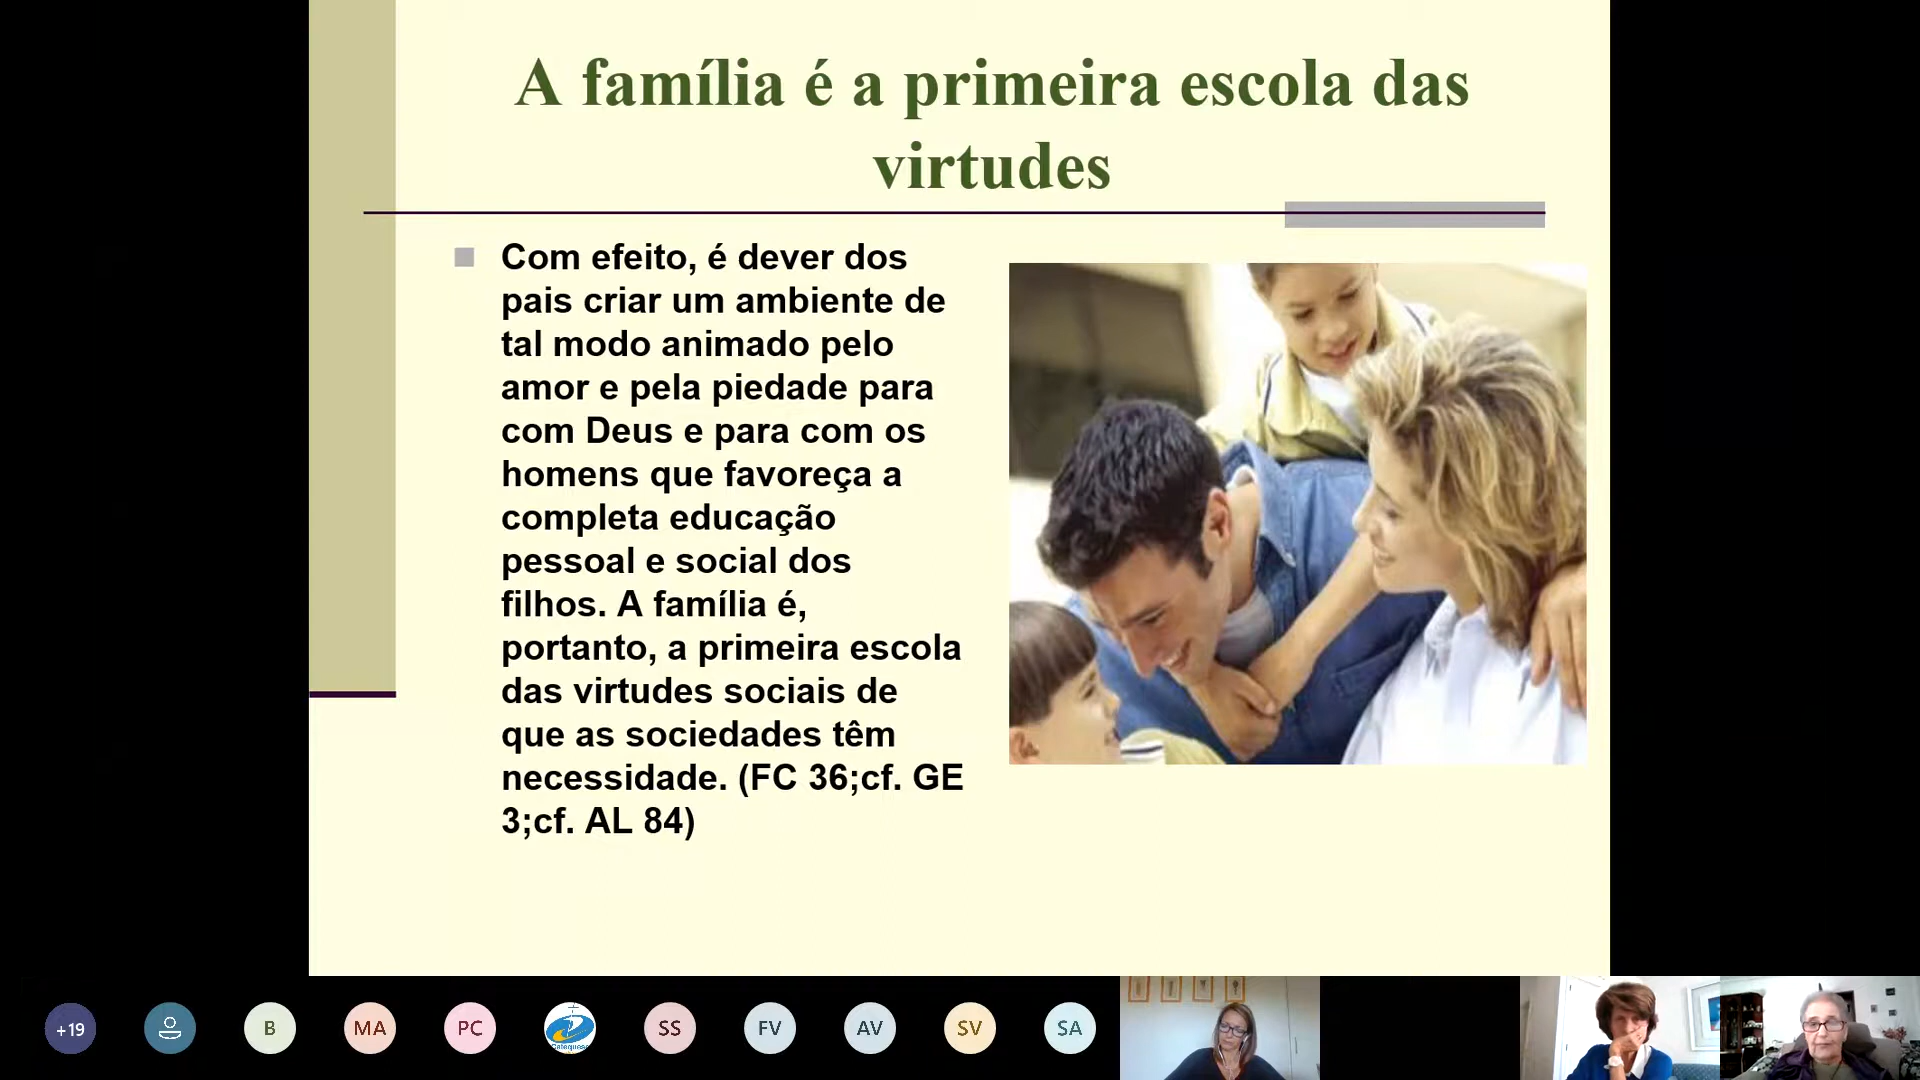 A família é a primeira escola das
virtudes
Com efeito, é dever dos
pais criar um ambiente de
tal modo animado pelo
amor e pela piedade para
com Deus e para com os
homens que favoreça a
completa educação
pessoal e social dos
filhos. A família é,
portanto, a primeira escola
das virtudes sociais de
que as sociedades têm
necessidade. (FC 36;cf. GE
3;cf. AL 84)
+19
B
MA
PC
Catequese
SS
FV
AV
SV
SA